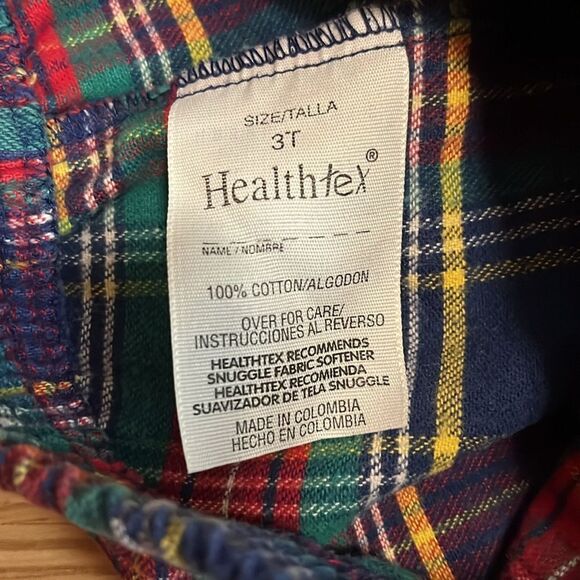 SIZE/TALLA
3T
Healthtex®
NAME/NOMBRE
100% COTTON/ALGODON
OVER FOR CARE/
INSTRUCCIONES AL REVERSO
HEALTHTEX RECOMMENDS
SNUGGLE FABRIC SOFTENER
HEALTHTEX RECOMIENDA
SUAVIZADOR DE TELA SNUGGLE
MADE IN COLOMBIA
HECHO EN COLOMBIA